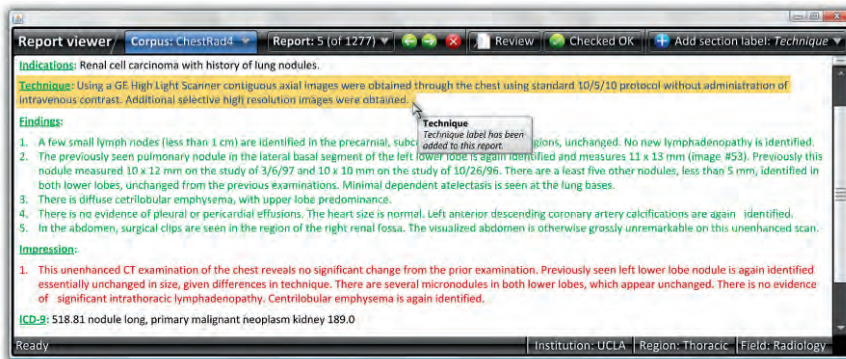 Report viewer Corpus: ChestRad4 Report: 5 (of 1277) Review Checked OK Add section label: Technique
Indications: Renal cell carcinoma with history of lung nodules.
Technique: Using a GE High Light Scanner contiguous axial images were obtained through the chest using standard 10/5/10 protocol without administration of
intravenous contrast. Additional selective high resolution images were obtained.
Technique
Technique label has been
added to this report.
Findings:
1. A few small lymph nodes (less than 1 cm) are identified in the precarnial, gions, unchanged. No new lymphadenopathy is identified.
2. The previously seen pulmonary nodule in the lateral basal segment of the left lower lobe is again identified and measures 11 x 13 mm (image #53). Previously this
nodule measured 10 x 12 mm on the study of 3/6/97 and 10 x 10 mm on the study of 10/26/96. There are a least five other nodules, less than 5 mm, identified in
both lower lobes, unchanged from the previous examinations. Minimal dependent atelectasis is seen at the lung bases.
3. There is diffuse cetrilobular emphysema, with upper lobe predominance.
4. There is no evidence of pleural or pericardial effusions. The heart size is normal. Left anterior descending coronary artery calcifications are again identified.
5. In the abdomen, surgical clips are seen in the region of the right renal fossa. The visualized abdomen is otherwise grossly unremarkable on this unenhanced scan.
Impression:
1. This unenhanced CT examination of the chest reveals no significant change from the prior examination. Previously seen left lower lobe nodule is again identified
essentially unchanged in size, given differences in technique. There are several micronodules in both lower lobes, which appear unchanged. There is no evidence
of significant intrathoracic lymphadenopathy. Centrilobular emphysema is again identified.
ICD-9: 518.81 nodule long, primary malignant neoplasm kidney 189.0
Ready Institution: UCLA Region: Thoracic Field: Radiology